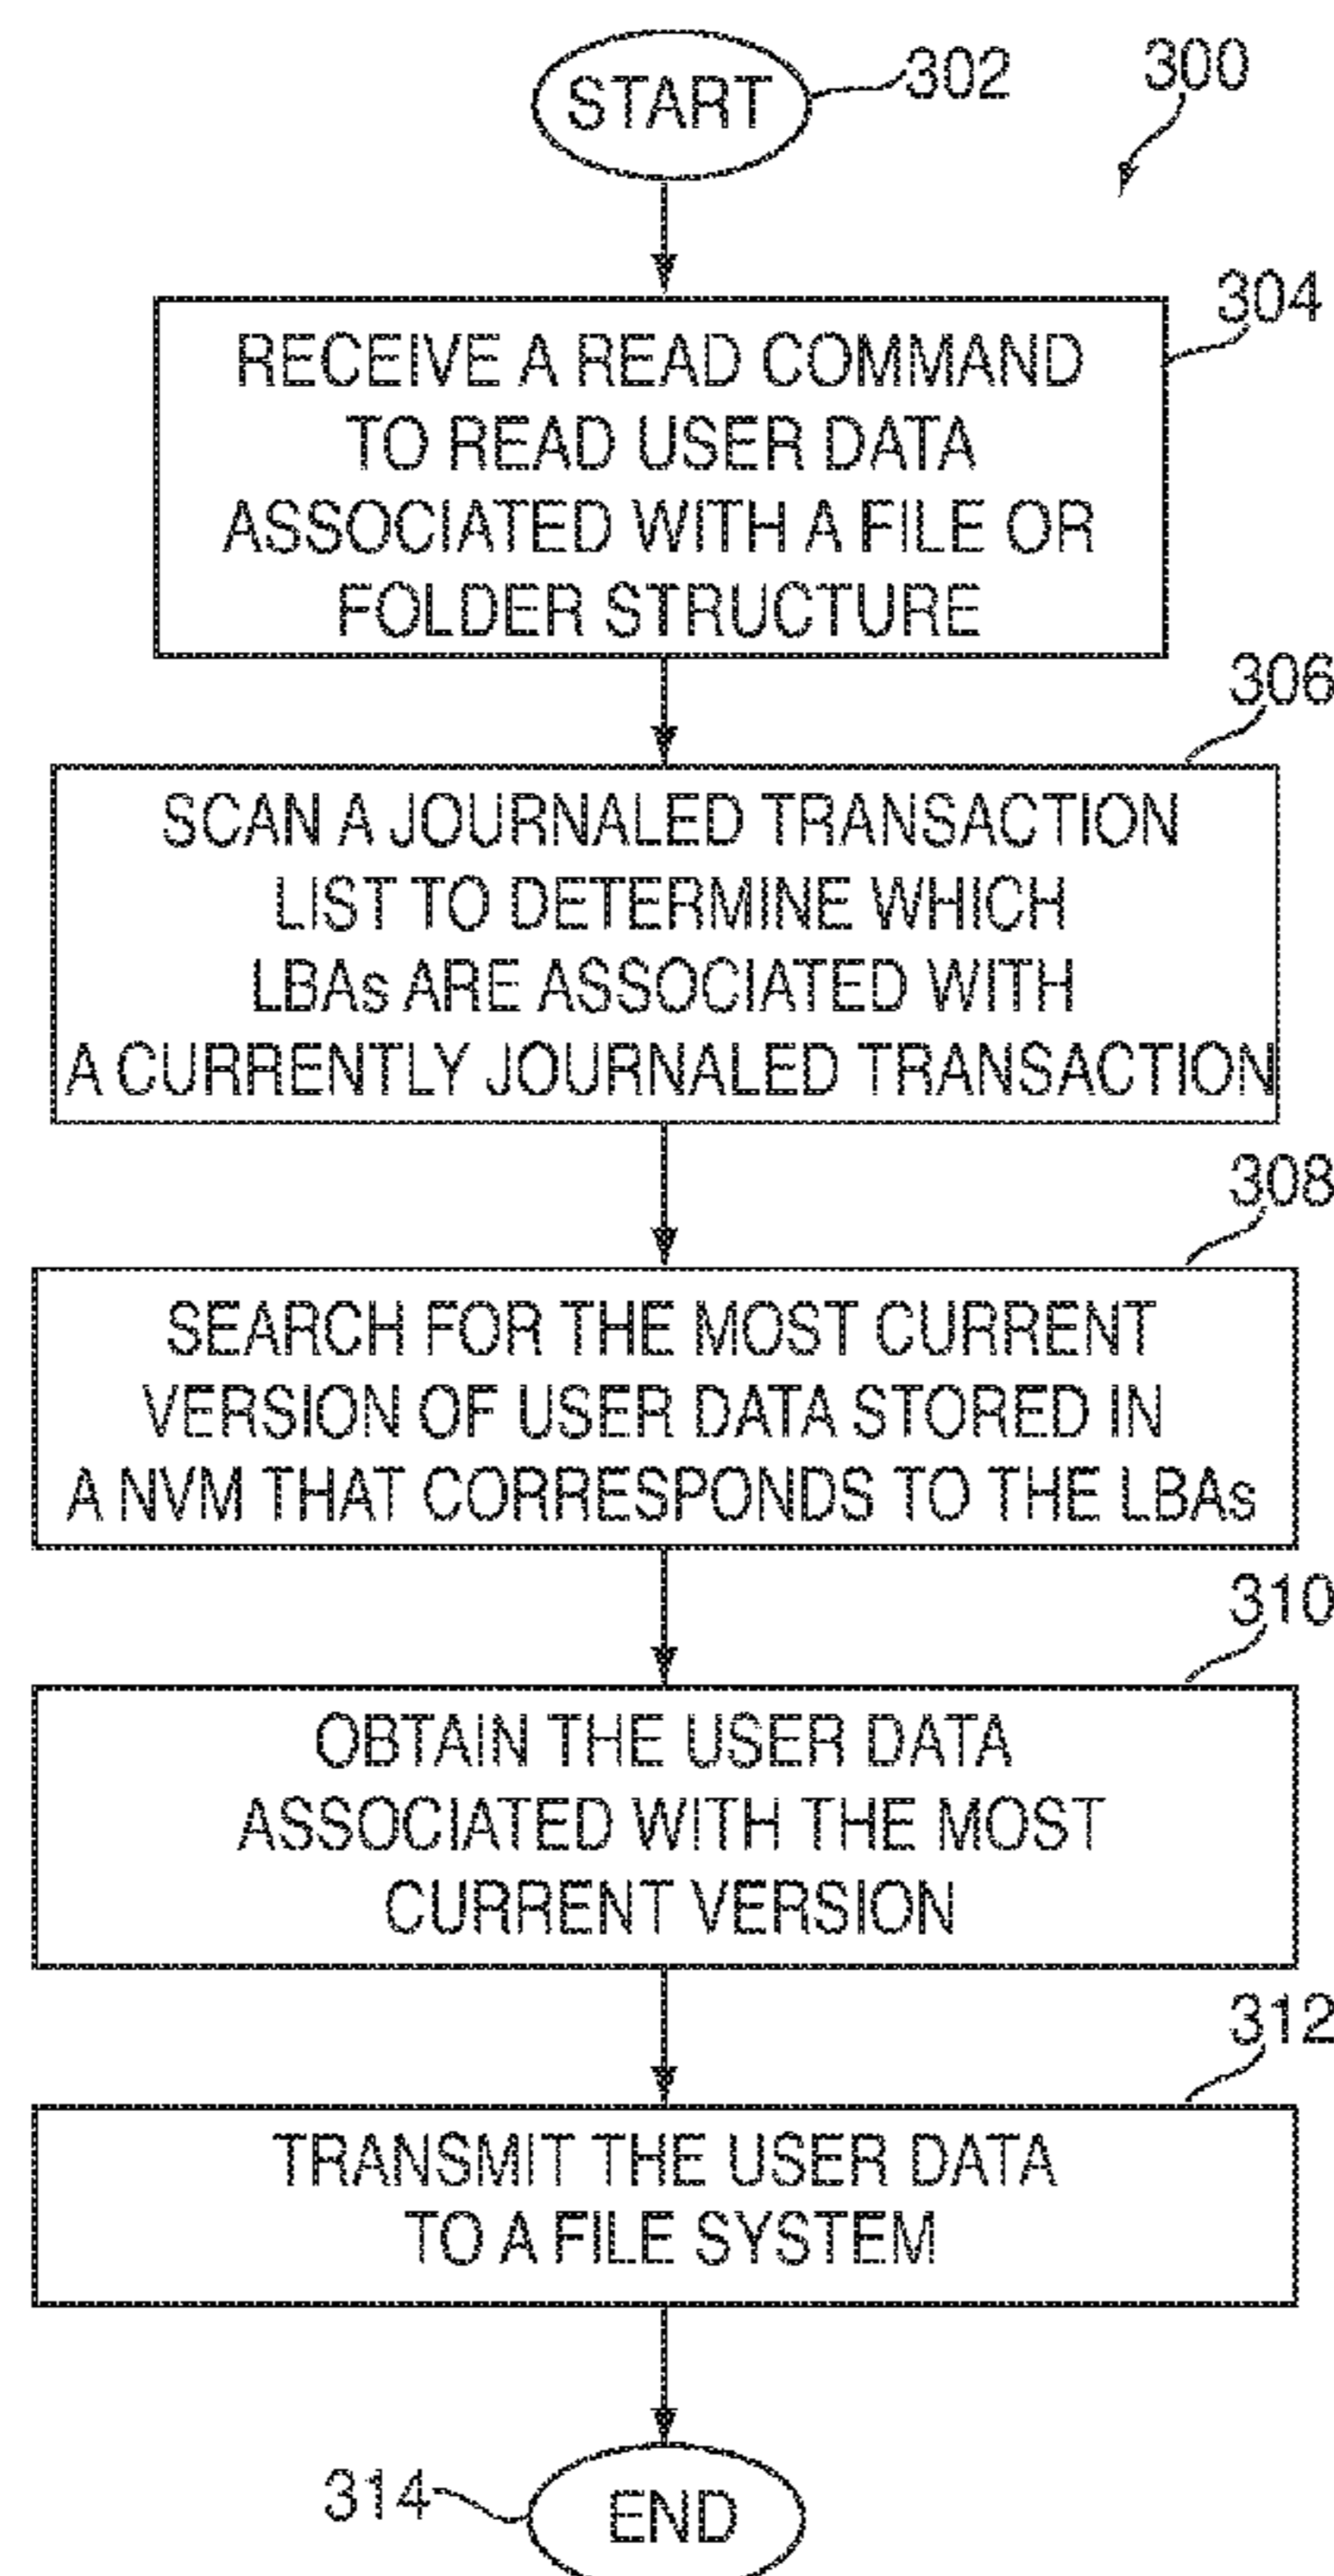 START
302
300
304
RECEIVE A READ COMMAND
TO READ USER DATA
ASSOCIATED WITH A FILE OR
FOLDER STRUCTURE
306
SCAN A JOURNALED TRANSACTION
LIST TO DETERMINE WHICH
LBAs ARE ASSOCIATED WITH
A CURRENTLY JOURNALED TRANSACTION
308
SEARCH FOR THE MOST CURRENT
VERSION OF USER DATA STORED IN
A NVM THAT CORRESPONDS TO THE LBAs
310
OBTAIN THE USER DATA
ASSOCIATED WITH THE MOST
CURRENT VERSION
312
TRANSMIT THE USER DATA
TO A FILE SYSTEM
314
END